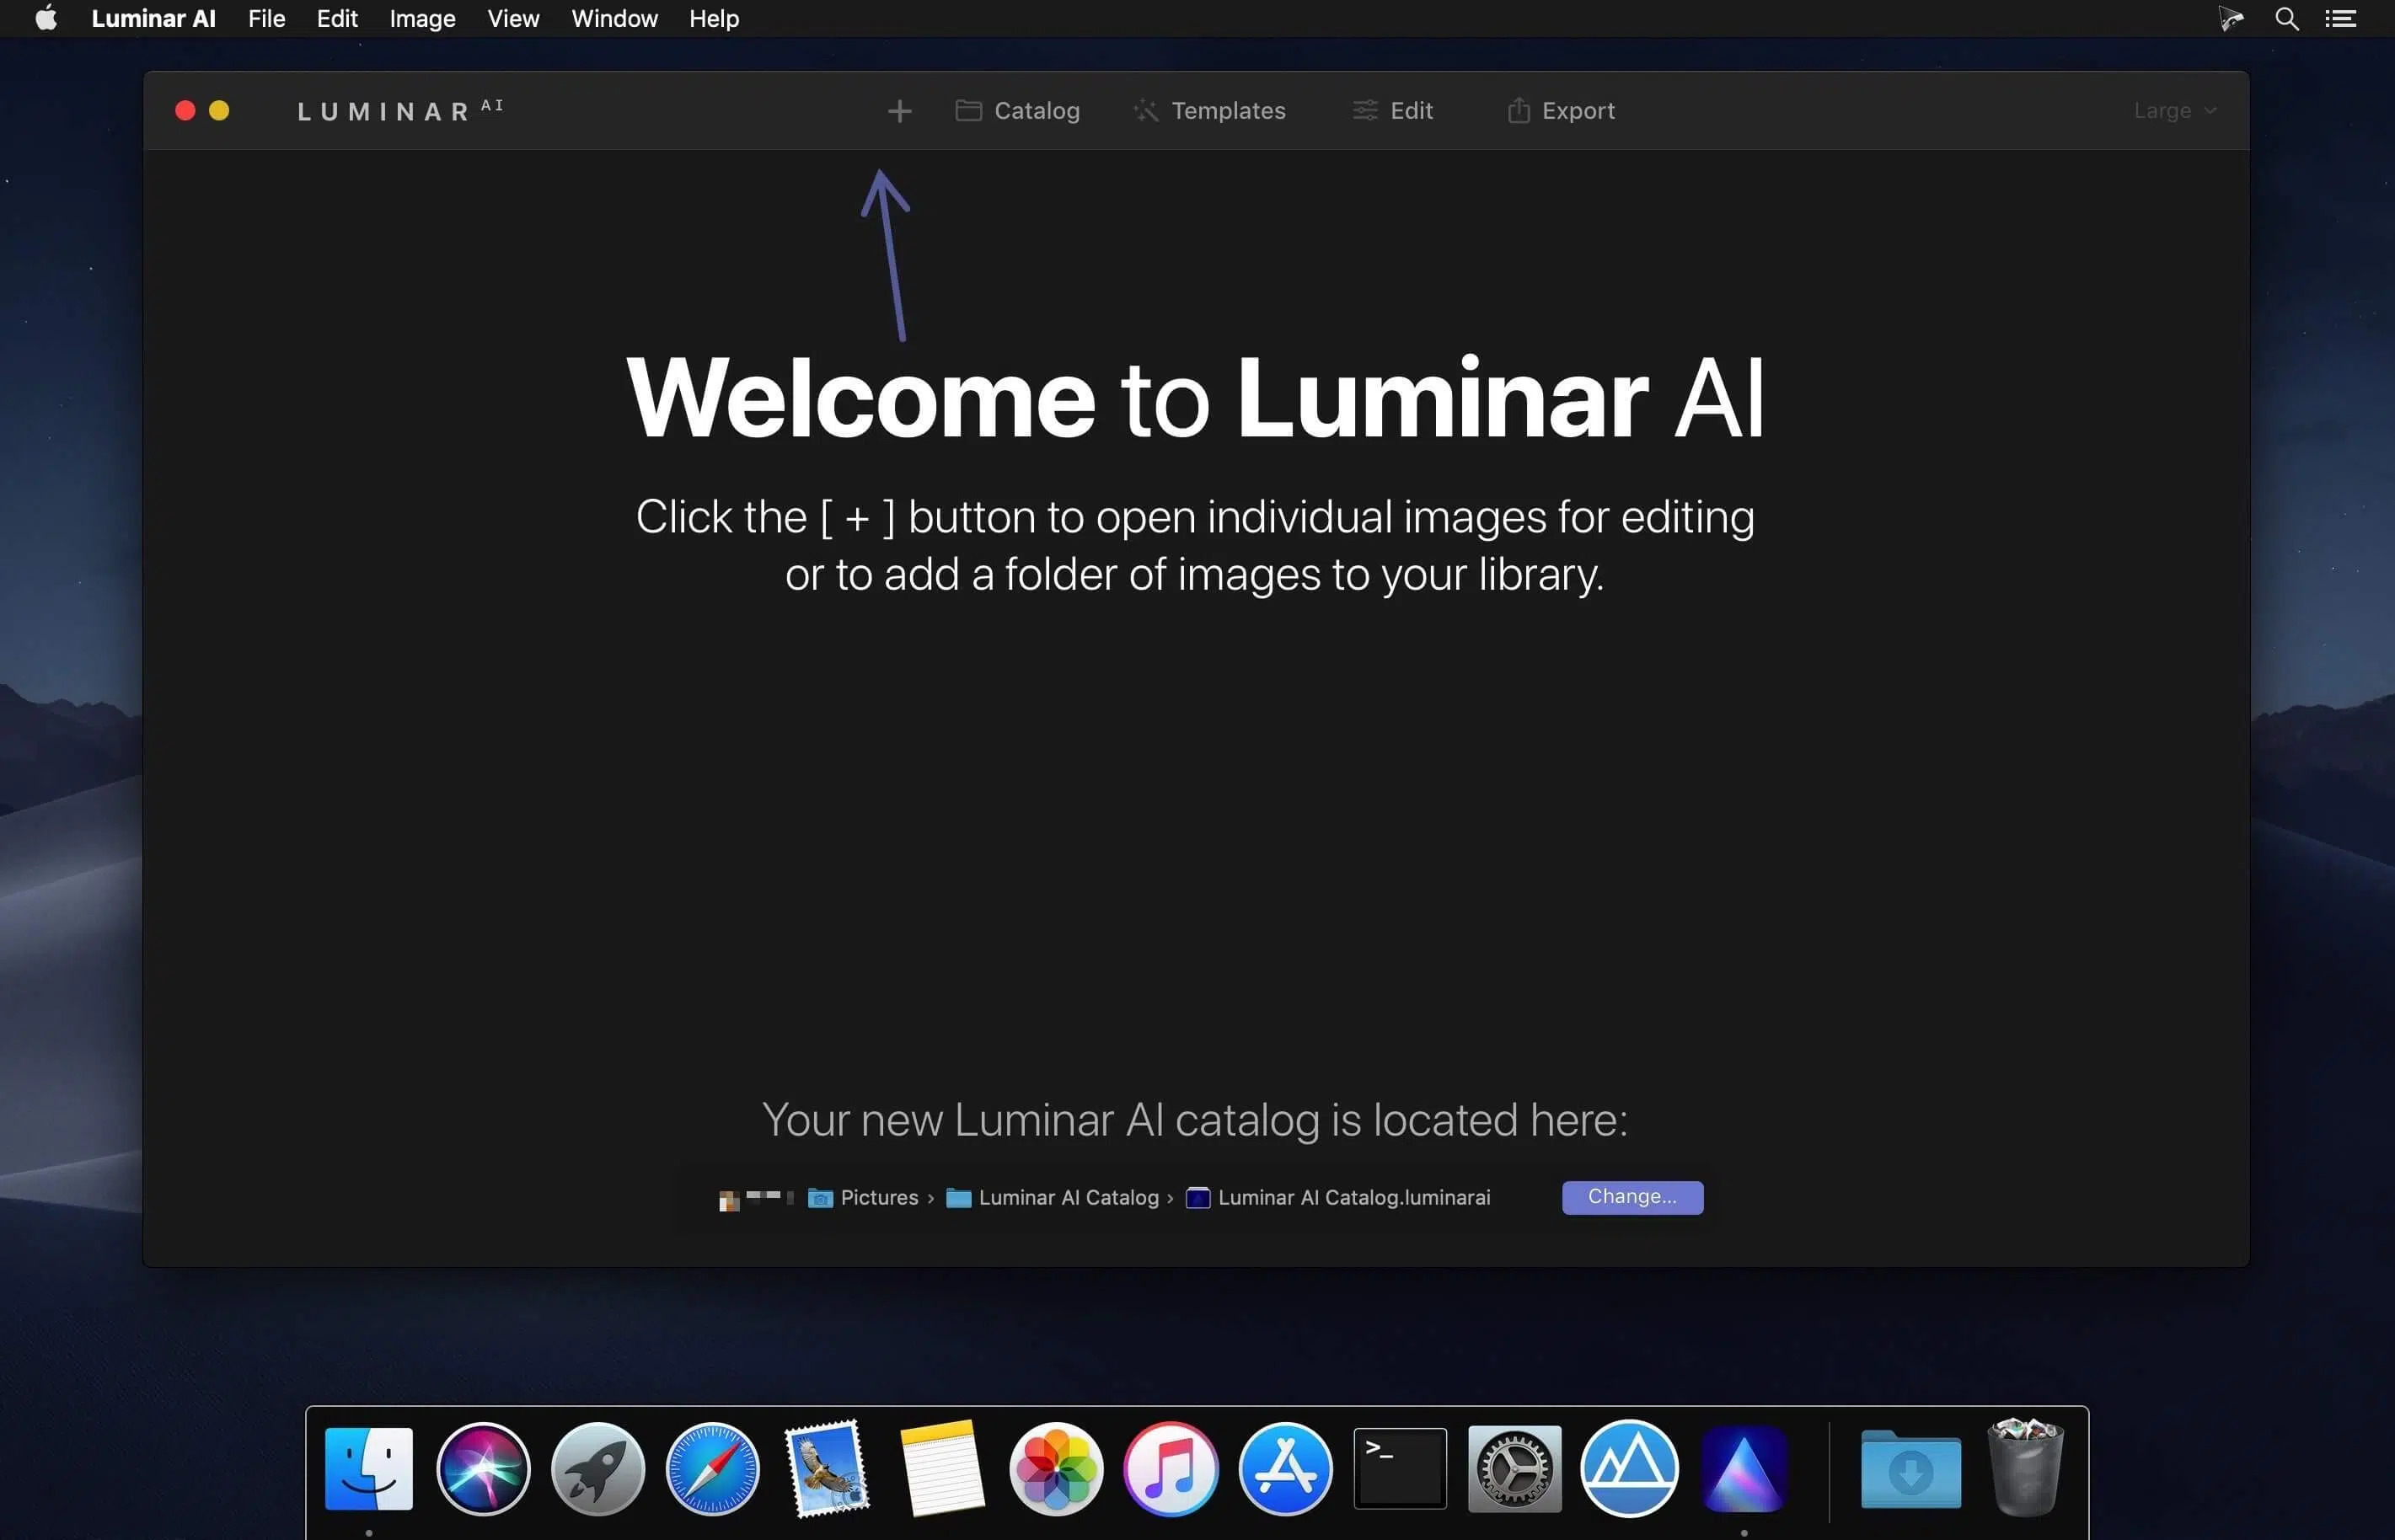 Luminar AI File Edit Image View Window Help
LUMINAR AI
+ Catalog Templates Edit Export Large
Welcome to Luminar AI
Click the [ + ] button to open individual images for editing
or to add a folder of images to your library.
Your new Luminar AI catalog is located here:
Pictures › Luminar AI Catalog › Luminar AI Catalog.luminarai Change...
>_